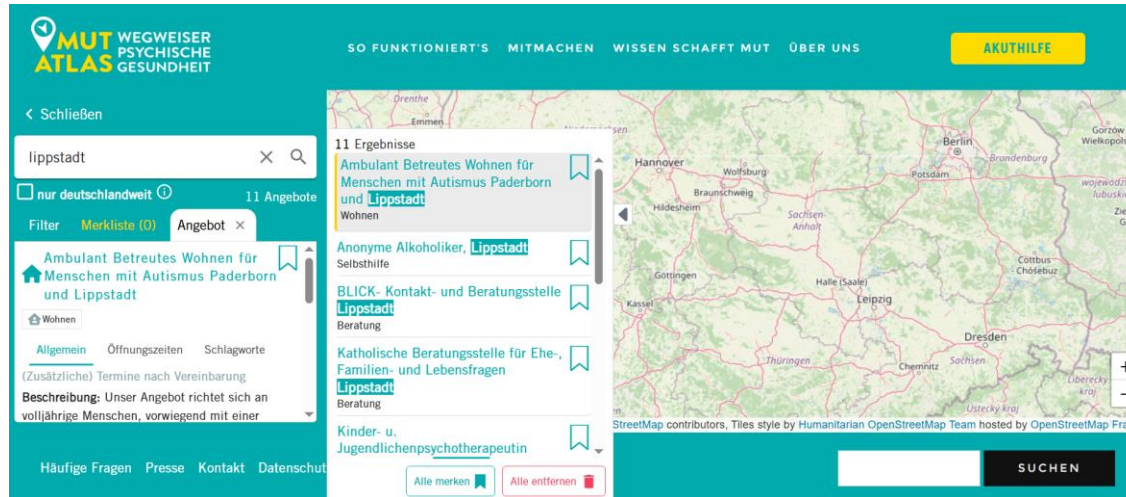 MUT ATLAS
WEGWEISER
PSYCHISCHE
GESUNDHEIT
SO FUNKTIONIERT'S MITMACHEN WISSEN SCHAFFT MUT ÜBER UNS
AKUTHILFE
< Schließen
lippstadt
nur deutschlandweit
11 Angebote
Filter Merkliste (0) Angebot ×
Ambulant Betreutes Wohnen für
Menschen mit Autismus Paderborn
und Lippstadt
Wohnen
Allgemein Öffnungszeiten Schlagworte
(Zusätzliche) Termine nach Vereinbarung
Beschreibung: Unser Angebot richtet sich an
volljährige Menschen, vorwiegend mit einer
11 Ergebnisse
Ambulant Betreutes Wohnen für
Menschen mit Autismus Paderborn
und Lippstadt
Wohnen
Anonyme Alkoholiker, Lippstadt
Selbsthilfe
BLICK- Kontakt- und Beratungsstelle
Lippstadt
Beratung
Katholische Beratungsstelle für Ehe-,
Familien- und Lebensfragen
Lippstadt
Beratung
Kinder- u.
Jugendlichenpsychotherapeutin
Alle merken
Alle entfernen
Drenthe
Emmen
Hannover
Wolfsburg
Braunschweig
Hildesheim
Sachsen-
Anhalt
Berlin
Potsdam
Brandenburg
Gorzów
Wielkopols
Cottbus
- Chóśebuz
Göttingen
Kassel
Halle (Saale)
Leipzig
Dresden
Thüringen
Chemnitz
Sachsen
Liberecký
kraj
Ústecký kraj
StreetMap contributors, Tiles style by Humanitarian OpenStreetMap Team hosted by OpenStreetMap Fra
Häufige Fragen Presse Kontakt Datenschut
SUCHEN